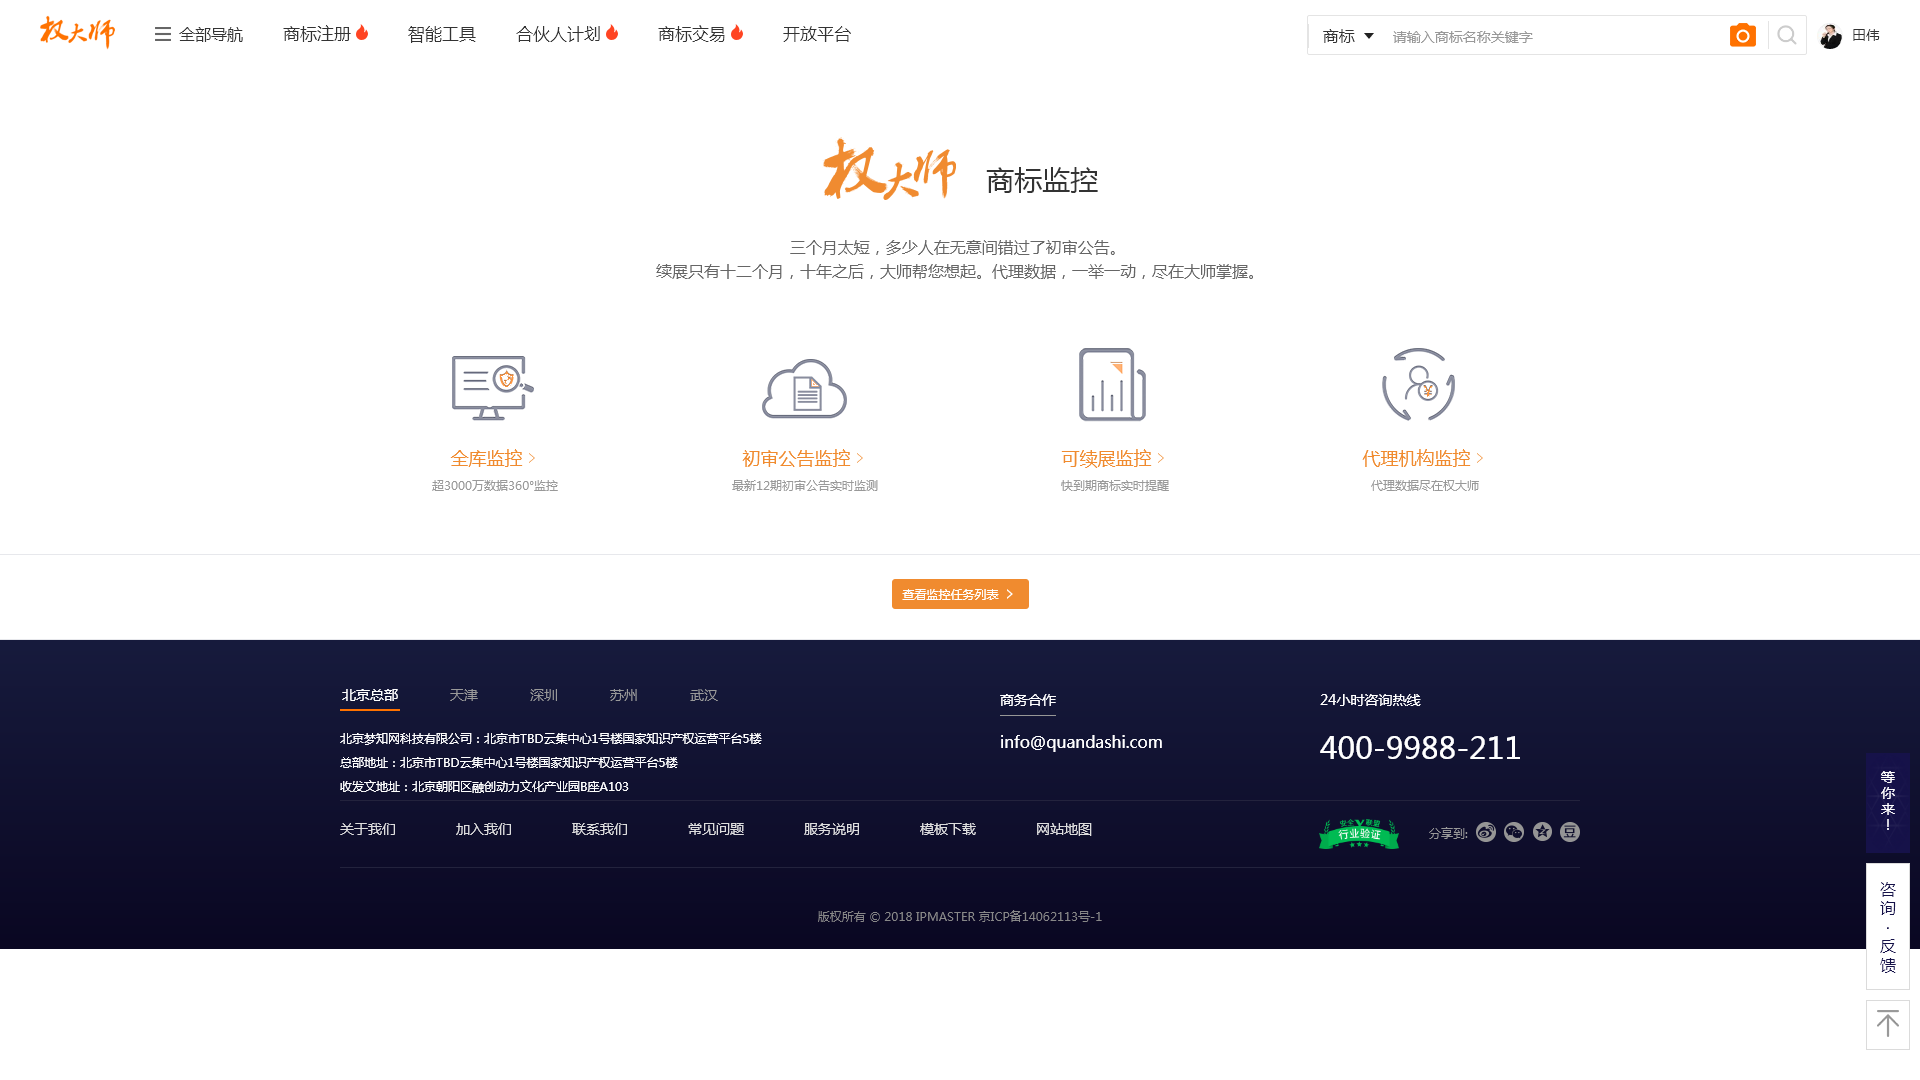 权大师
全部导航
商标注册
智能工具
合伙人计划
商标交易
开放平台
商标
请输入商标名称关键字
田伟
权大师 商标监控
三个月太短，多少人在无意间错过了初审公告。
续展只有十二个月，十年之后，大师帮您想起。代理数据，一举一动，尽在大师掌握。
全库监控
超3000万数据360°监控
初审公告监控
最新12期初审公告实时监测
可续展监控
快到期商标实时提醒
代理机构监控
代理数据尽在权大师
查看监控任务列表
北京总部
天津
深圳
苏州
武汉
北京梦知网科技有限公司：北京市TBD云集中心1号楼国家知识产权运营平台5楼
总部地址：北京市TBD云集中心1号楼国家知识产权运营平台5楼
收发文地址：北京朝阳区融创动力文化产业园B座A103
商务合作
info@quandashi.com
24小时咨询热线
400-9988-211
关于我们
加入我们
联系我们
常见问题
服务说明
模板下载
网站地图
安全联盟
行业验证
分享到:
豆
版权所有 © 2018 IPMASTER 京ICP备14062113号-1
等你来！
咨询·反馈